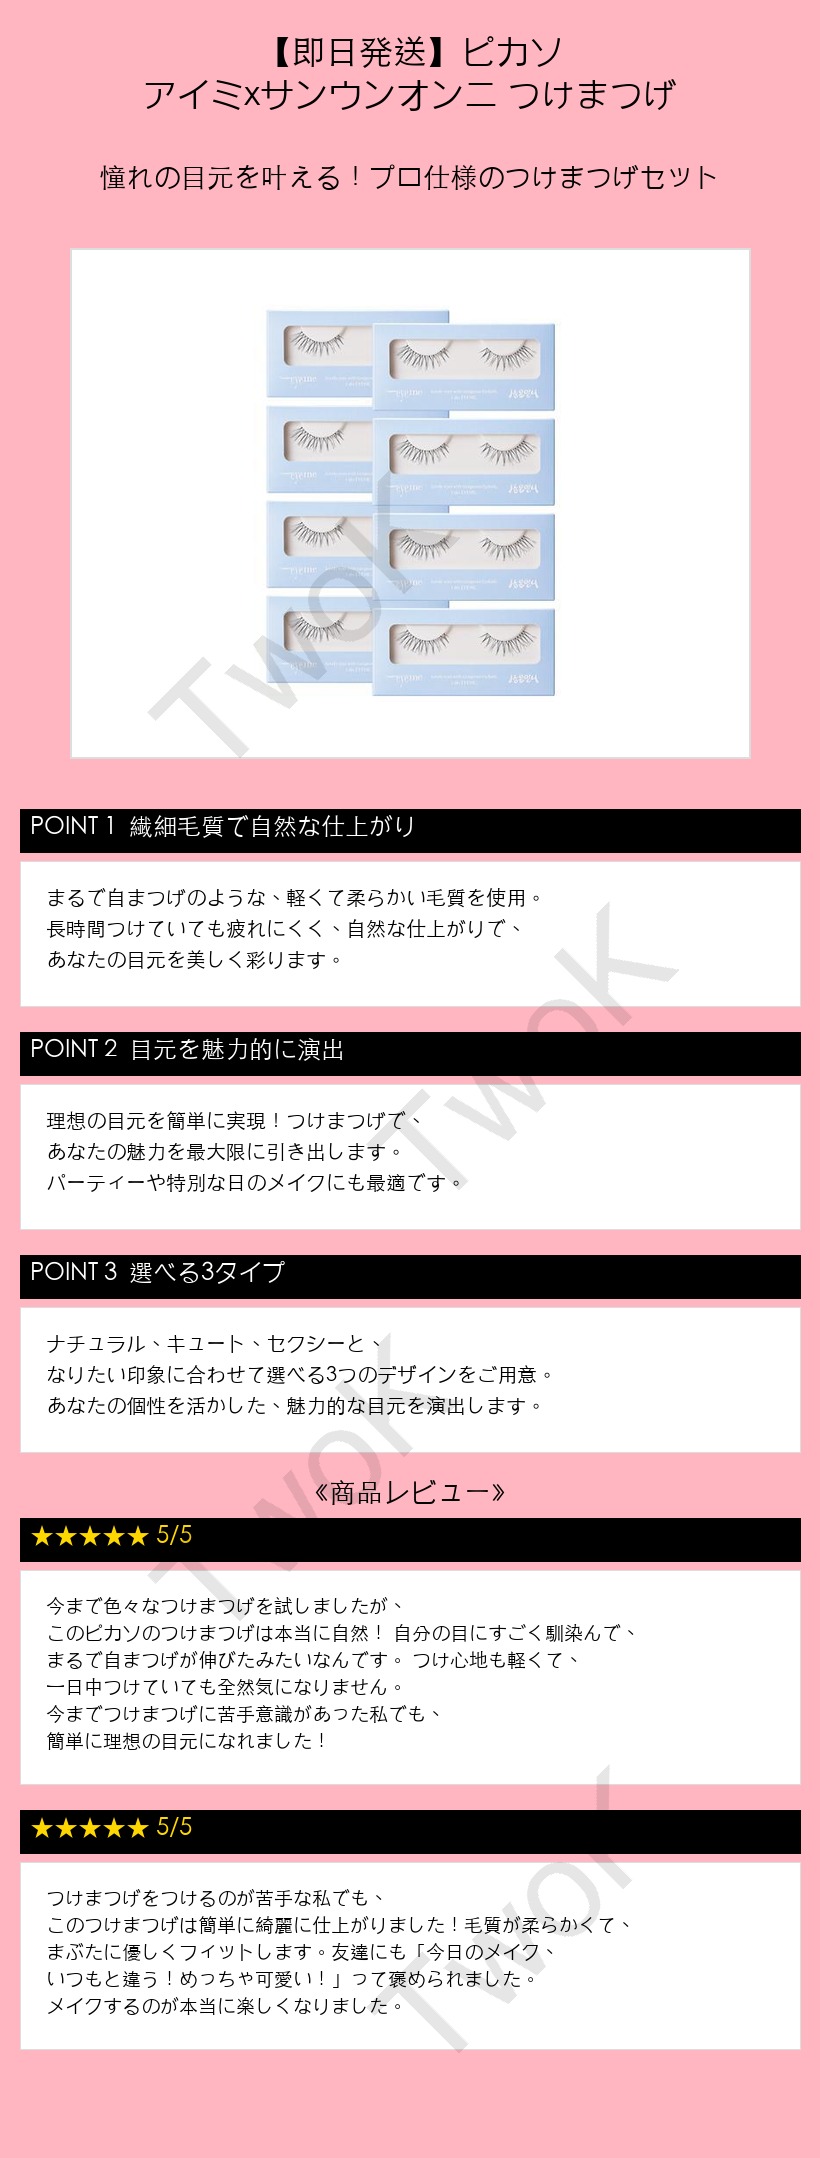 【即日発送】ピカソ
アイミxサンウンオンニ つけまつげ
憧れの目元を叶える！プロ仕様のつけまつげセット
TwoK
POINT 1 繊細毛質で自然な仕上がり
まるで自まつげのような、軽くて柔らかい毛質を使用。
長時間つけていても疲れにくく、自然な仕上がりで、
あなたの目元を美しく彩ります。
TwoK
POINT 2 目元を魅力的に演出
理想の目元を簡単に実現！つけまつげで、
あなたの魅力を最大限に引き出します。
パーティーや特別な日のメイクにも最適です。
POINT 3 選べる3タイプ
ナチュラル、キュート、セクシーと、
なりたい印象に合わせて選べる3つのデザインをご用意。
あなたの個性を活かした、魅力的な目元を演出します。
TwoK
《商品レビュー》
★★★★★ 5/5
今まで色々なつけまつげを試しましたが、
このピカソのつけまつげは本当に自然！ 自分の目にすごく馴染んで、
まるで自まつげが伸びたみたいなんです。 つけ心地も軽くて、
一日中つけていても全然気になりません。
今までつけまつげに苦手意識があった私でも、
簡単に理想の目元になれました！
★★★★★ 5/5
つけまつげをつけるのが苦手な私でも、
このつけまつげは簡単に綺麗に仕上がりました！毛質が柔らかくて、
まぶたに優しくフィットします。友達にも「今日のメイク、
いつもと違う！めっちゃ可愛い！」って褒められました。
メイクするのが本当に楽しくなりました。
TwoK